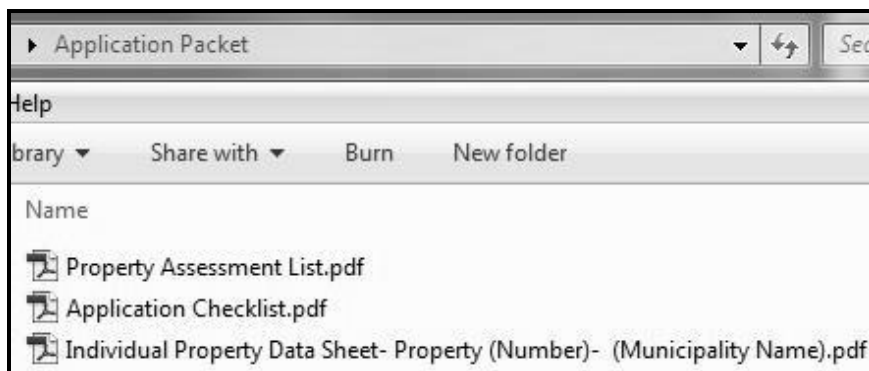 Application Packet Sea
Help
brary Share with Burn New folder
Name
Property Assessment List.pdf
Application Checklist.pdf
Individual Property Data Sheet- Property (Number)- (Municipality Name).pdf